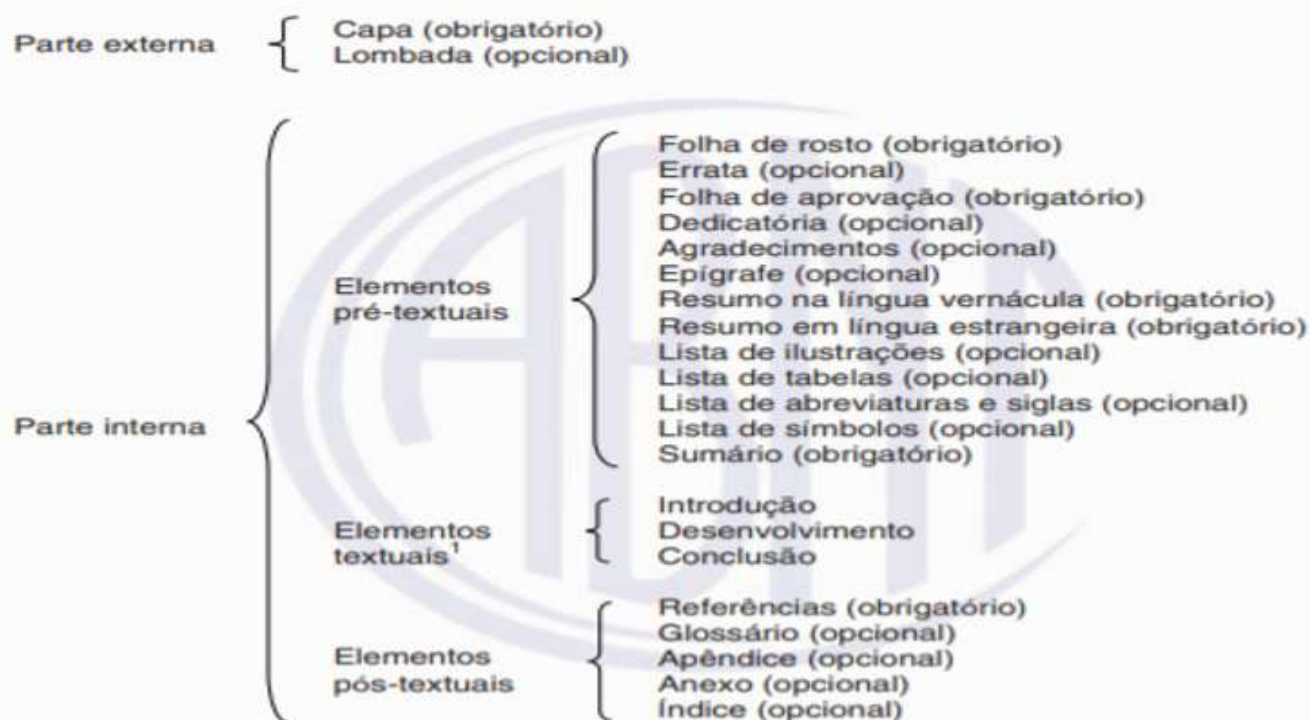 Parte externa
Capa (obrigatório)
Lombada (opcional)
Parte interna
Elementos
pré-textuais
Folha de rosto (obrigatório)
Errata (opcional)
Folha de aprovação (obrigatório)
Dedicatória (opcional)
Agradecimentos (opcional)
Epígrafe (opcional)
Resumo na língua vernácula (obrigatório)
Resumo em língua estrangeira (obrigatório)
Lista de ilustrações (opcional)
Lista de tabelas (opcional)
Lista de abreviaturas e siglas (opcional)
Lista de símbolos (opcional)
Sumário (obrigatório)
Elementos
textuais¹
Introdução
Desenvolvimento
Conclusão
Elementos
pós-textuais
Referências (obrigatório)
Glossário (opcional)
Apêndice (opcional)
Anexo (opcional)
Índice (opcional)